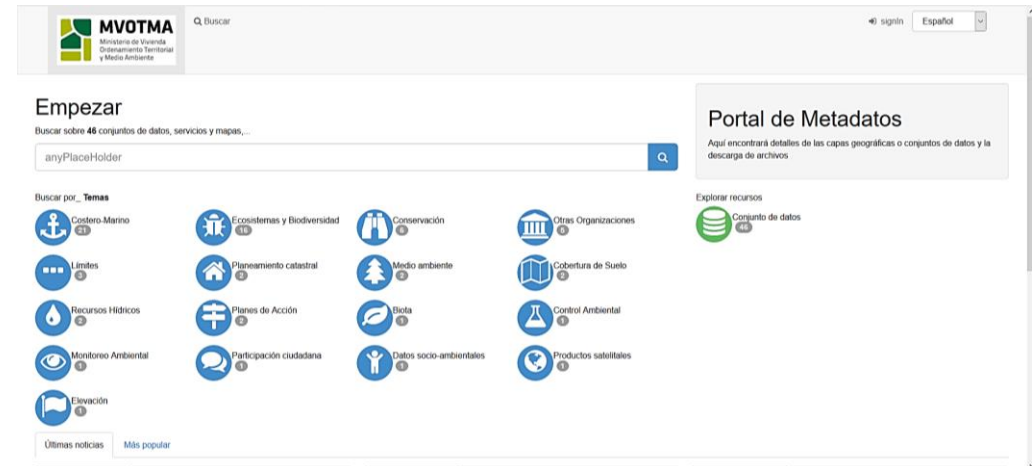 MVOTMA
Ministerio de Vivienda
Ordenamiento Territorial
y Medio Ambiente
Buscar
signIn
Español
Empezar
Buscar sobre 46 conjuntos de datos, servicios y mapas,...
anyPlaceHolder
Portal de Metadatos
Aquí encontrará detalles de las capas geográficas o conjuntos de datos y la
descarga de archivos
Buscar por_ Temas
Costero-Marino
21
Ecosistemas y Biodiversidad
16
Conservación
6
Otras Organizaciones
5
Límites
3
Planeamiento catastral
2
Medio ambiente
2
Cobertura de Suelo
2
Recursos Hídricos
2
Planes de Acción
2
Biota
1
Control Ambiental
1
Monitoreo Ambiental
1
Participación ciudadana
1
Datos socio-ambientales
1
Productos satelitales
1
Elevación
1
Explorar recursos
Conjunto de datos
46
Últimas noticias
Más popular